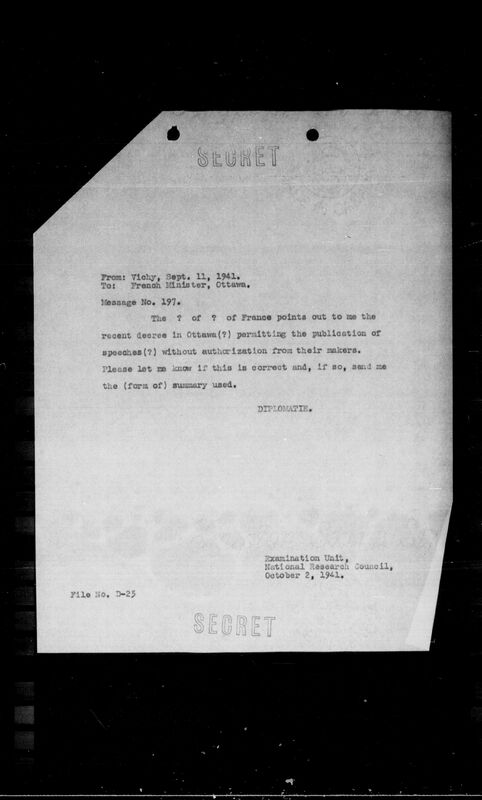 SECRET
From: Vichy, Sept. 11, 1941.
To: French Minister, Ottawa.
Message No. 197.
The ? of ? of France points out to me the
recent decree in Ottawa(?) permitting the publication of
speeches(?) without authorization from their makers.
Please let me know if this is correct and, if so, send me
the (form of) summary used.
DIPLOMATIE.
Examination Unit,
National Research Council,
October 2, 1941.
File No. D-25
SECRET